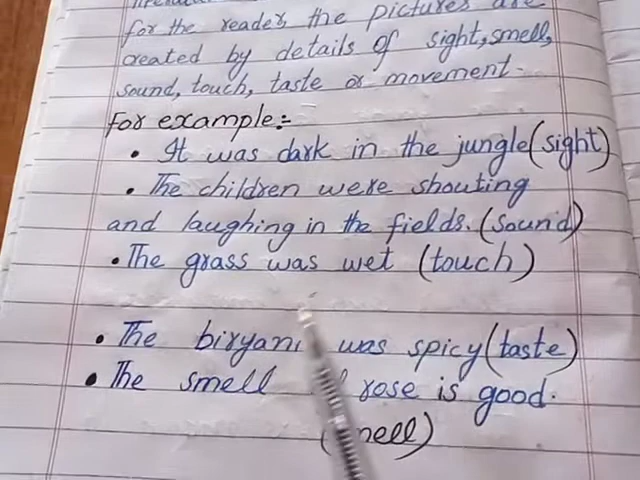 for the reader, the pictures are
created by details of sight, smell,
sound, touch, taste or movement.
for example:-
• It was dark in the jungle (sight)
• The children were shouting
and laughing in the fields. (sound)
• The grass was wet (touch)
• The biryani was spicy (taste)
• The smell rose is good.
(smell)